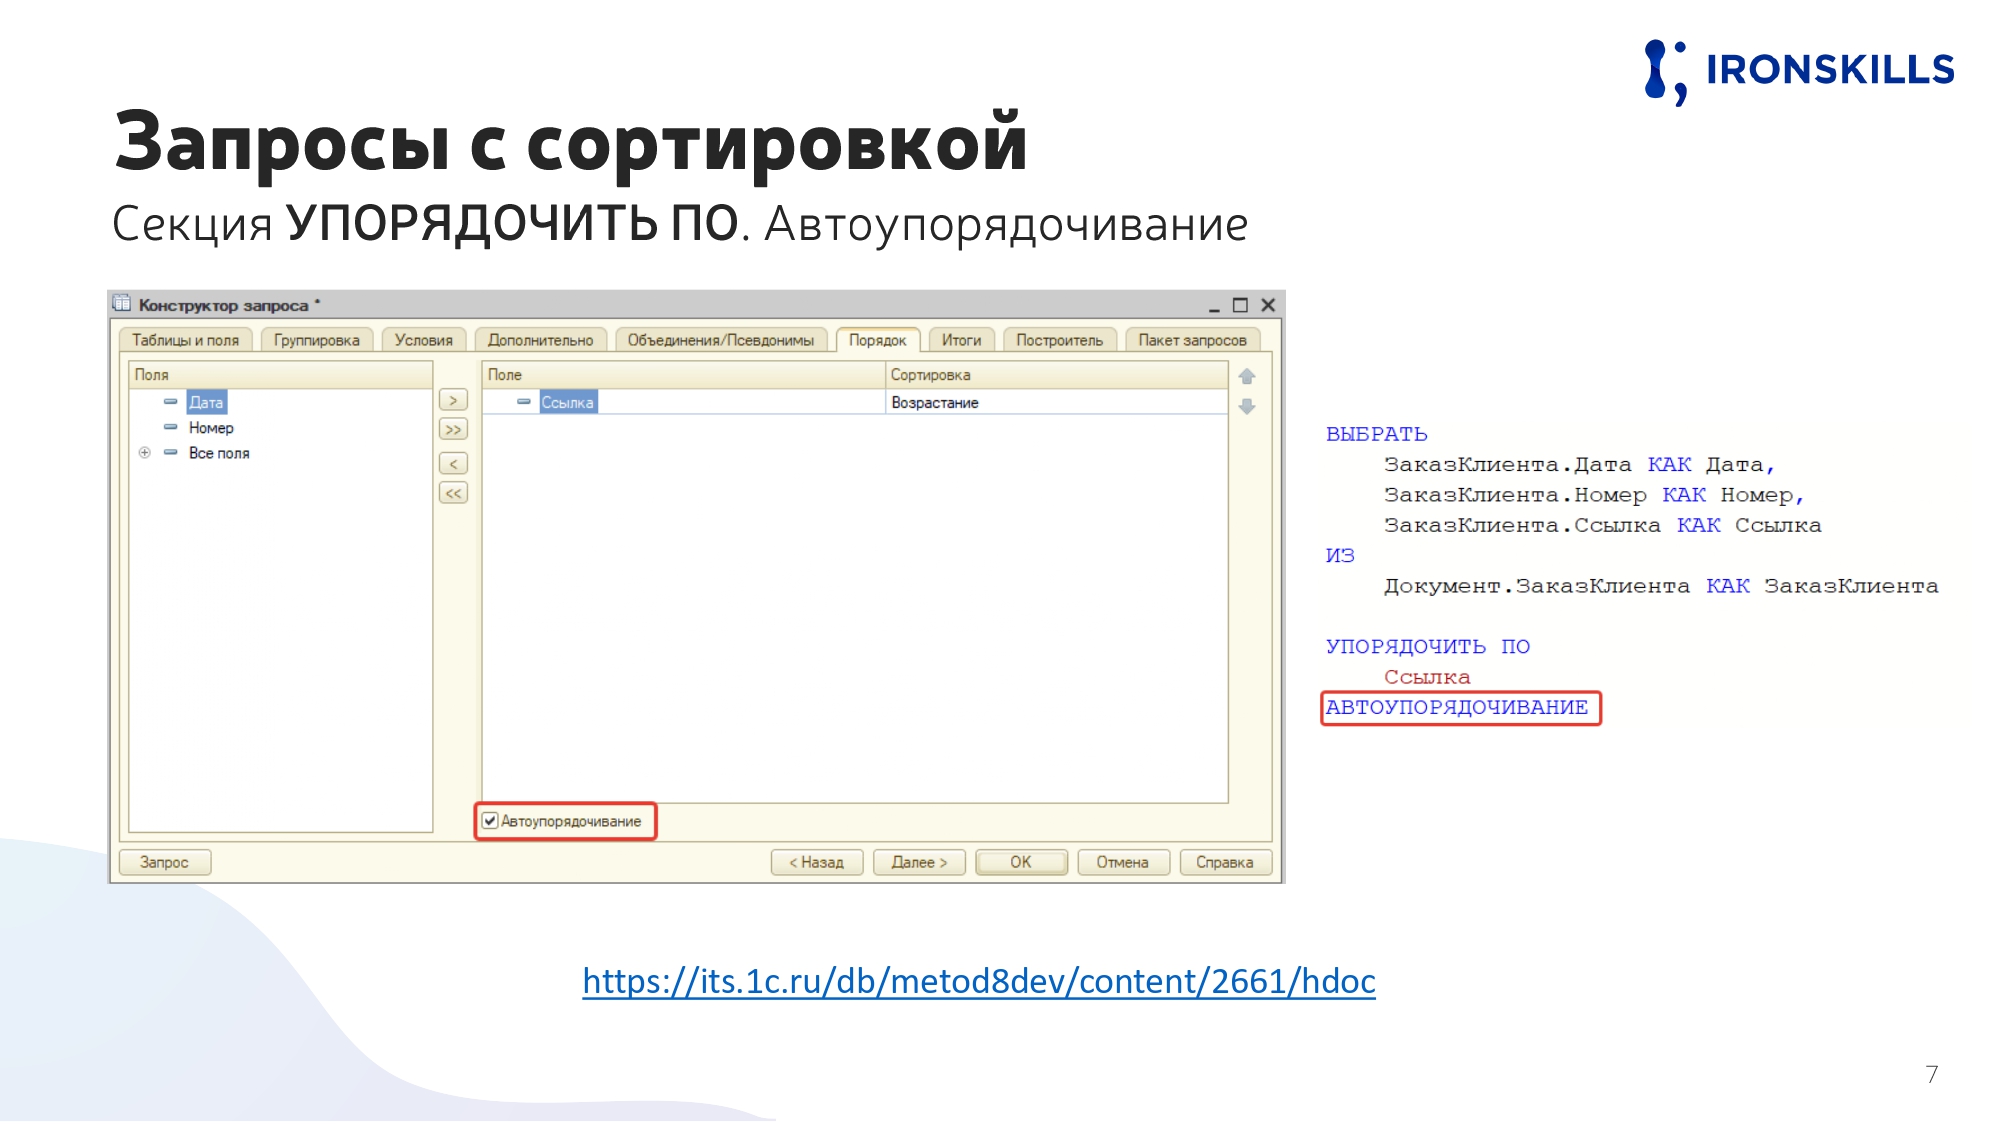 IRONSKILLS
Запросы с сортировкой
Секция УПОРЯДОЧИТЬ ПО. Автоупорядочивание
Конструктор запроса *
Таблицы и поля Группировка Условия Дополнительно Объединения/Псевдонимы Порядок Итоги Построитель Пакет запросов
Поля
Дата
Номер
Все поля
>
>>
<
<<
Поле Сортировка
Ссылка Возрастание
Автоупорядочивание
Запрос < Назад Далее > ОК Отмена Справка
ВЫБРАТЬ
ЗаказКлиента.Дата КАК Дата,
ЗаказКлиента.Номер КАК Номер,
ЗаказКлиента.Ссылка КАК Ссылка
ИЗ
Документ.ЗаказКлиента КАК ЗаказКлиента
УПОРЯДОЧИТЬ ПО
Ссылка
АВТОУПОРЯДОЧИВАНИЕ
https://its.1c.ru/db/metod8dev/content/2661/hdoc
7